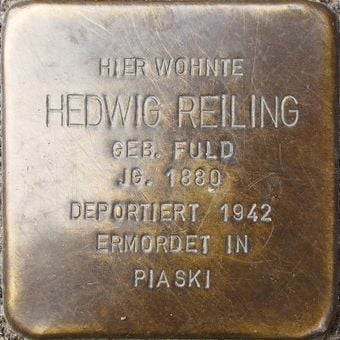 HIER WOHNTE
HEDWIG REILING
GEB. FULD
JG. 1880
DEPORTIERT 1942
ERMORDET IN
PIASKI